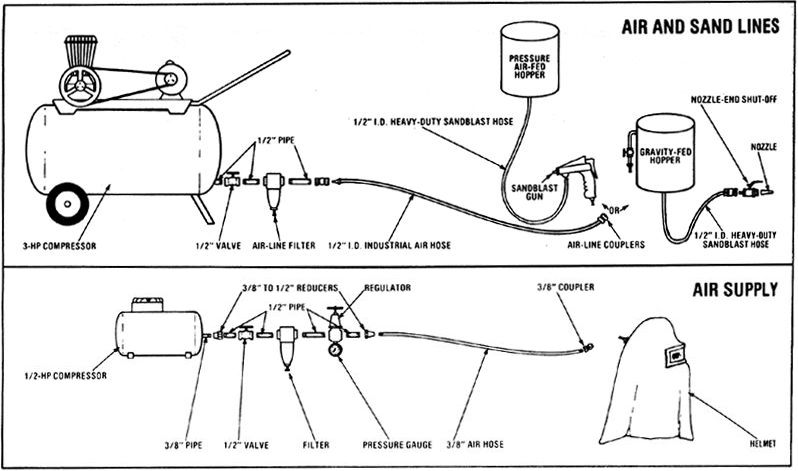 AIR AND SAND LINES
PRESSURE
AIR-FED
HOPPER
NOZZLE-END SHUT-OFF
1/2" I.D. HEAVY-DUTY SANDBLAST HOSE
1/2" PIPE
GRAVITY-FED
HOPPER
NOZZLE
SANDBLAST
GUN
OR
3-HP COMPRESSOR
1/2" VALVE
AIR-LINE FILTER
1/2" I.D. INDUSTRIAL AIR HOSE
AIR-LINE COUPLERS
1/2" I.D. HEAVY-DUTY
SANDBLAST HOSE
AIR SUPPLY
3/8" TO 1/2" REDUCERS
REGULATOR
3/8" COUPLER
1/2" PIPE
1/2-HP COMPRESSOR
3/8" PIPE
1/2" VALVE
FILTER
PRESSURE GAUGE
3/8" AIR HOSE
HELMET